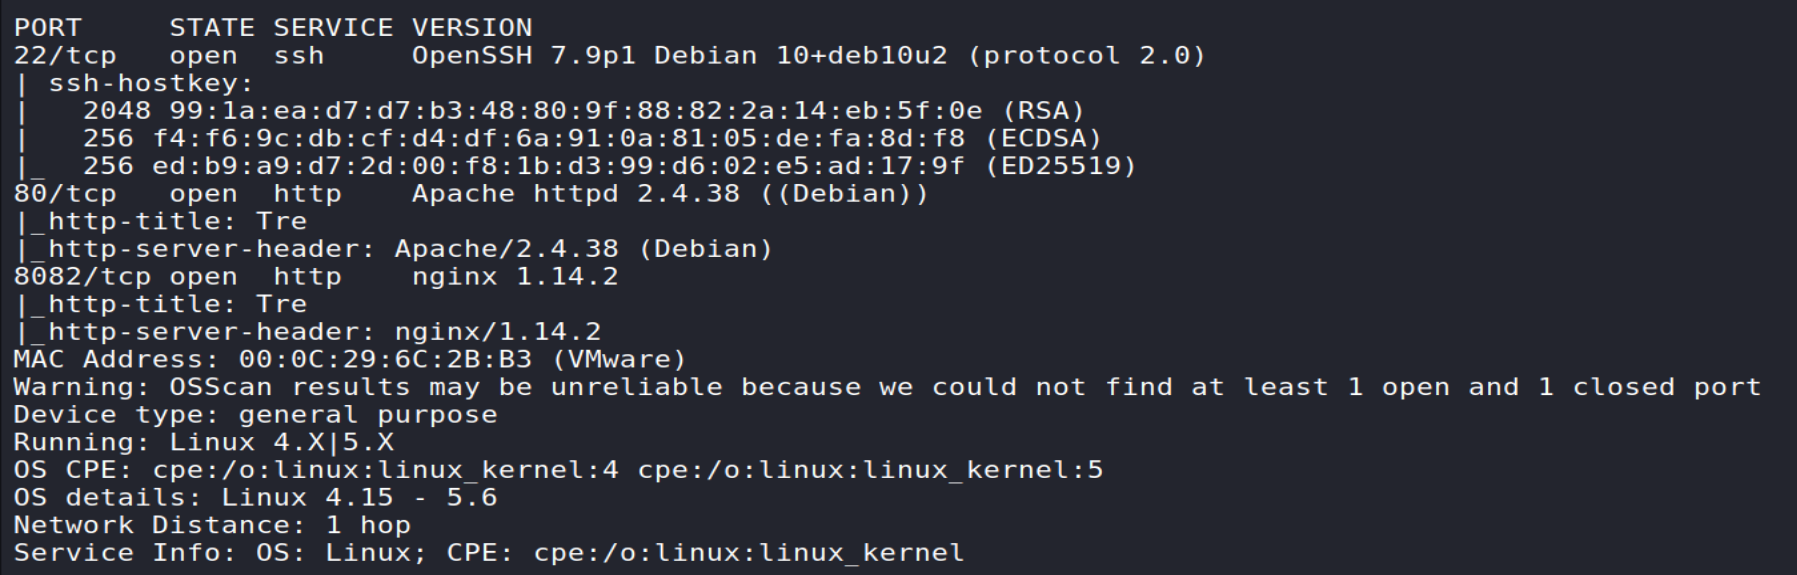 PORT     STATE SERVICE VERSION
22/tcp   open  ssh     OpenSSH 7.9p1 Debian 10+deb10u2 (protocol 2.0)
| ssh-hostkey:
|   2048 99:1a:ea:d7:d7:b3:48:80:9f:88:82:2a:14:eb:5f:0e (RSA)
|   256 f4:f6:9c:db:cf:d4:df:6a:91:0a:81:05:de:fa:8d:f8 (ECDSA)
|_  256 ed:b9:a9:d7:2d:00:f8:1b:d3:99:d6:02:e5:ad:17:9f (ED25519)
80/tcp   open  http    Apache httpd 2.4.38 ((Debian))
|_http-title: Tre
|_http-server-header: Apache/2.4.38 (Debian)
8082/tcp open  http    nginx 1.14.2
|_http-title: Tre
|_http-server-header: nginx/1.14.2
MAC Address: 00:0C:29:6C:2B:B3 (VMware)
Warning: OSScan results may be unreliable because we could not find at least 1 open and 1 closed port
Device type: general purpose
Running: Linux 4.X|5.X
OS CPE: cpe:/o:linux:linux_kernel:4 cpe:/o:linux:linux_kernel:5
OS details: Linux 4.15 - 5.6
Network Distance: 1 hop
Service Info: OS: Linux; CPE: cpe:/o:linux:linux_kernel